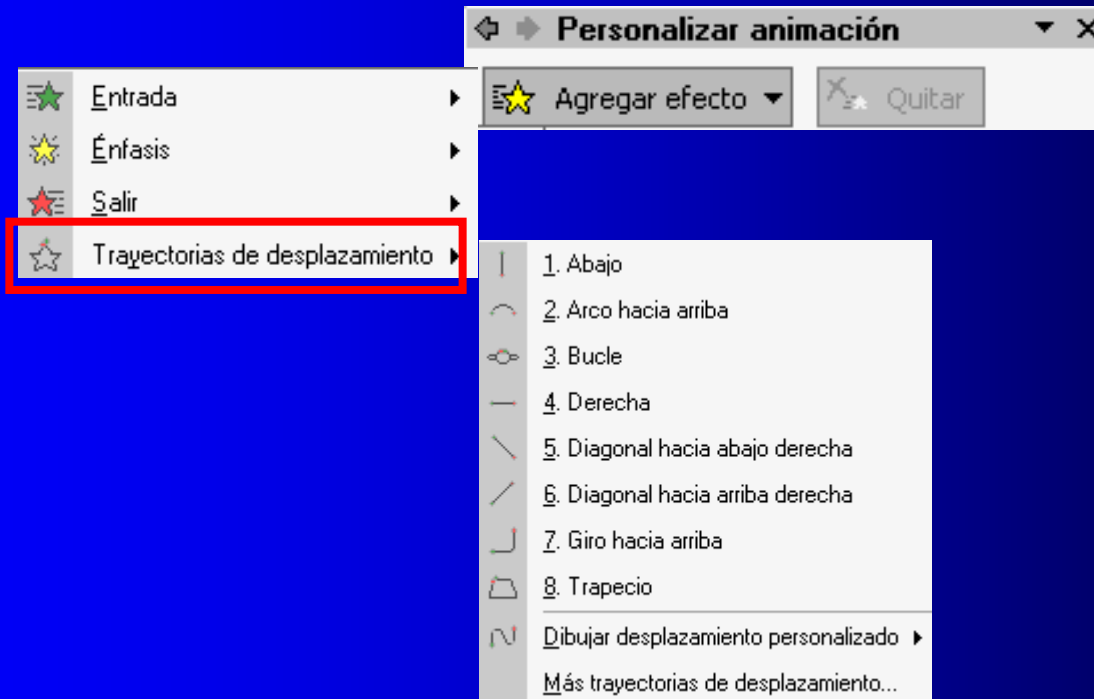 Personalizar animación
Agregar efecto
Quitar
Entrada
Énfasis
Salir
Trayectorias de desplazamiento
1. Abajo
2. Arco hacia arriba
3. Bucle
4. Derecha
5. Diagonal hacia abajo derecha
6. Diagonal hacia arriba derecha
7. Giro hacia arriba
8. Trapecio
Dibujar desplazamiento personalizado
Más trayectorias de desplazamiento...